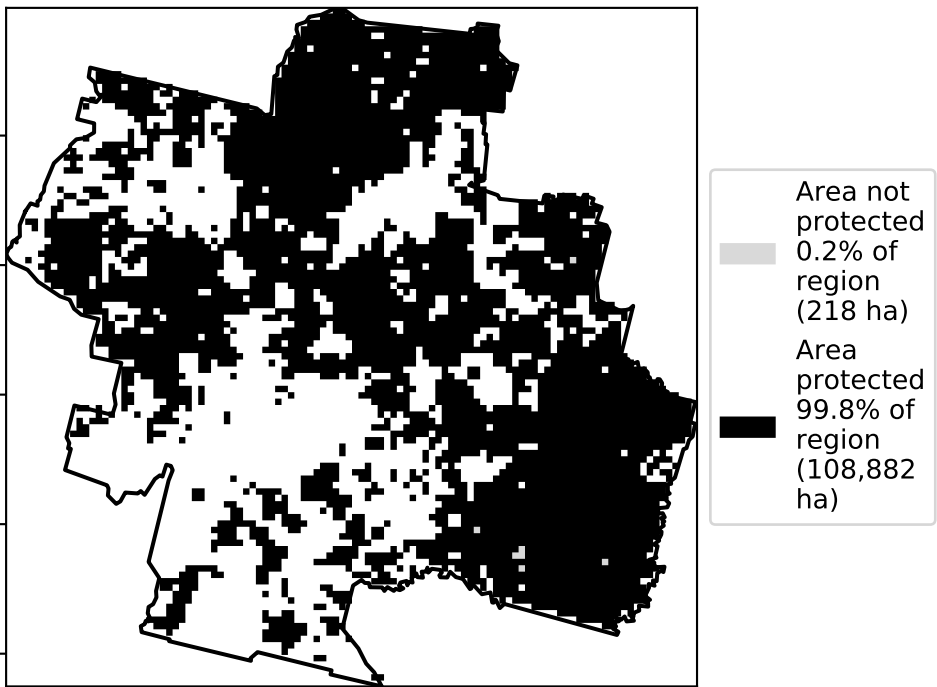 Area not
protected
0.2% of
region
(218 ha)
Area
protected
99.8% of
region
(108,882
ha)